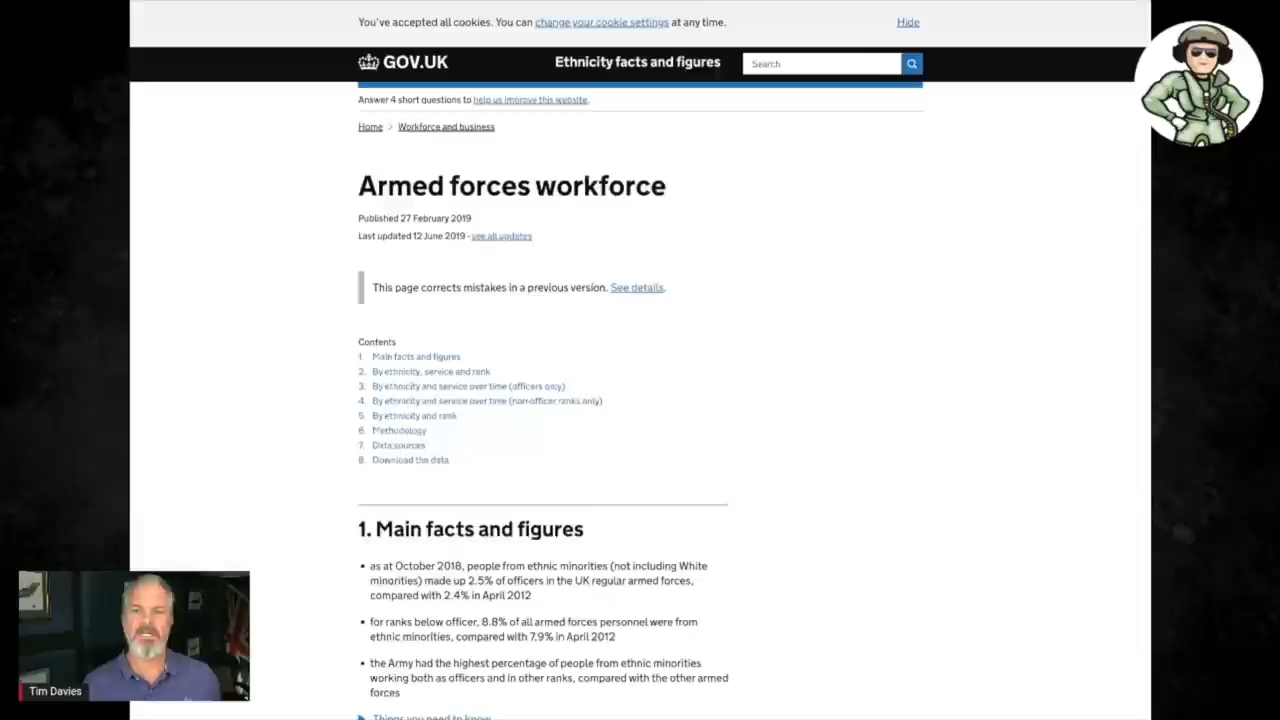 You've accepted all cookies. You can change your cookie settings at any time.
Hide
GOV.UK
Ethnicity facts and figures
Search
Answer 4 short questions to help us improve this website.
Home > Workforce and business
Armed forces workforce
Published 27 February 2019
Last updated 12 June 2019 - see all updates
This page corrects mistakes in a previous version. See details.
Contents
1. Main facts and figures
2. By ethnicity, service and rank
3. By ethnicity and service over time (officers only)
4. By ethnicity and service over time (non-officer ranks only)
5. By ethnicity and rank
6. Methodology
7. Data sources
8. Download the data
1. Main facts and figures
• as at October 2018, people from ethnic minorities (not including White
minorities) made up 2.5% of officers in the UK regular armed forces,
compared with 2.4% in April 2012
• for ranks below officer, 8.8% of all armed forces personnel were from
ethnic minorities, compared with 7.9% in April 2012
• the Army had the highest percentage of people from ethnic minorities
working both as officers and in other ranks, compared with the other armed
forces
Things you need to know
Tim Davies